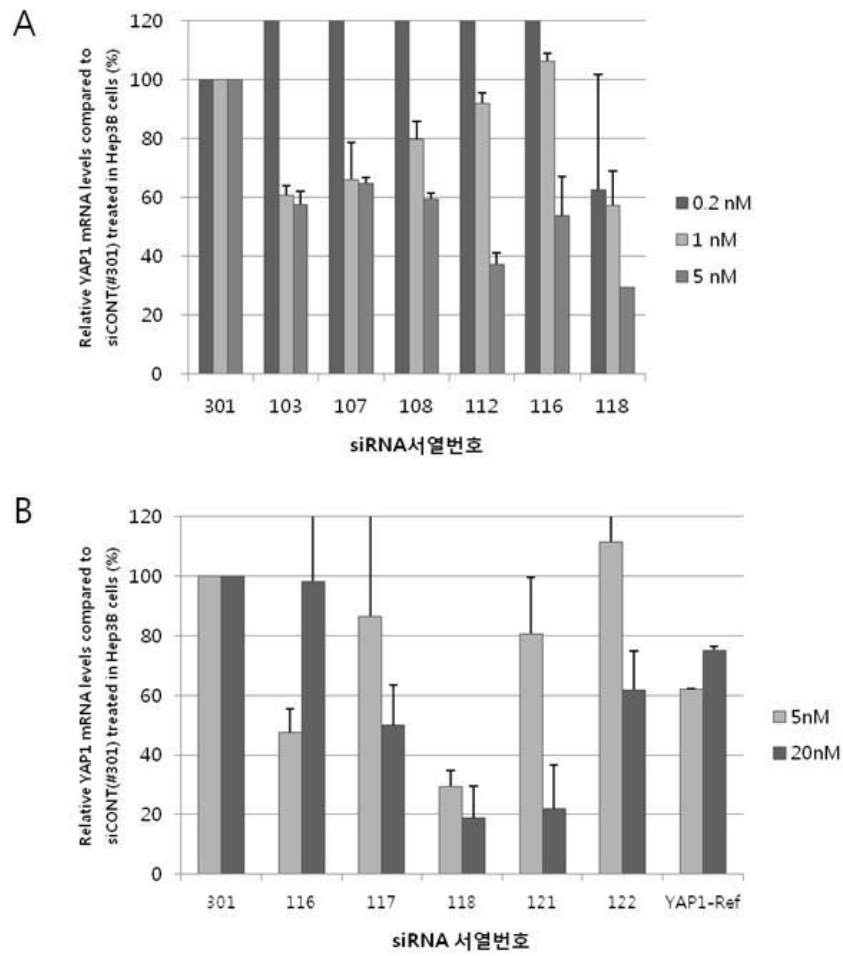 A
Relative YAP1 mRNA levels compared to
siCONT(#301) treated in Hep3B cells (%)
120
100
80
60
40
20
0
301 103 107 108 112 116 118
siRNA서열번호
0.2 nM
1 nM
5 nM
B
Relative YAP1 mRNA levels compared to
siCONT(#301) treated in Hep3B cells (%)
120
100
80
60
40
20
0
301 116 117 118 121 122 YAP1-Ref
siRNA 서열번호
5nM
20nM